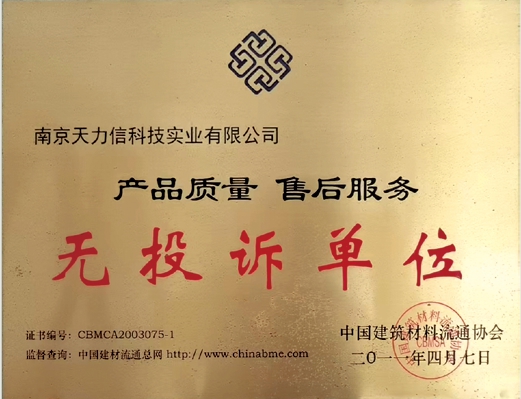 南京天力信科技实业有限公司
产品质量 售后服务
无投诉单位
证书编号：CBMCA2003075-1
监督查询：中国建材流通总网 http://www.chinabme.com
中国建筑材料流通协会
二〇一一年四月七日
CBMSA